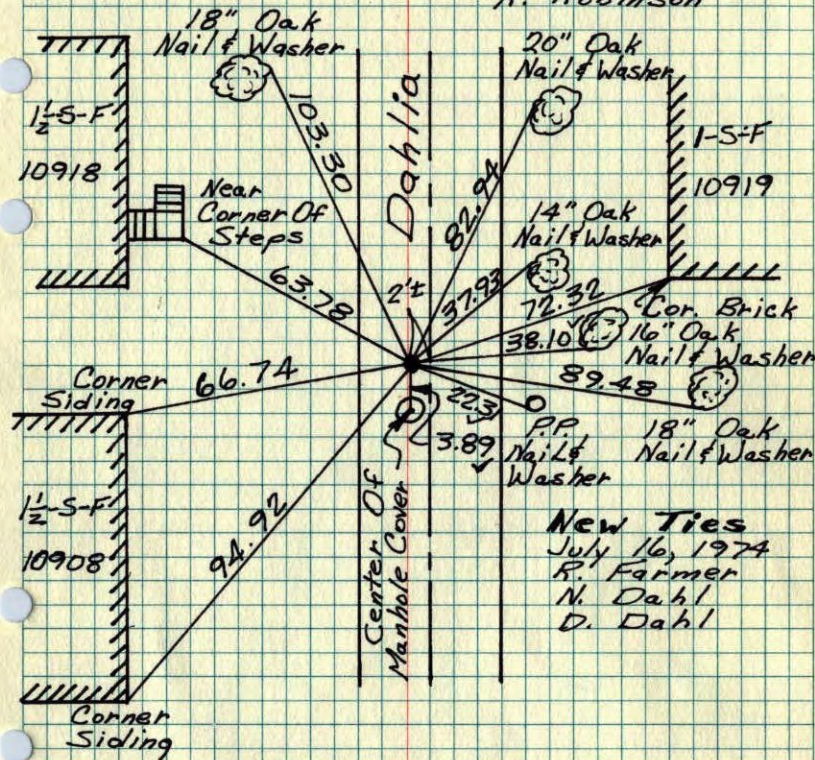 R. Robinson
18" Oak
Nail & Washer
20" Oak
Nail & Washer
1½-S-F
10918
103.30
Dahlia
82.94
1-S-F
10919
Near
Corner Of
Steps
14" Oak
Nail & Washer
63.78
2'±
37.93
72.32
Cor. Brick
38.10
16" Oak
Nail & Washer
Corner
Siding
66.74
89.48
22.3
3.89
P.P.
Nail &
Washer
18" Oak
Nail & Washer
1½-S-F
10908
94.92
Center Of
Manhole Cover
New Ties
July 16, 1974
R. Farmer
N. Dahl
D. Dahl
Corner
Siding